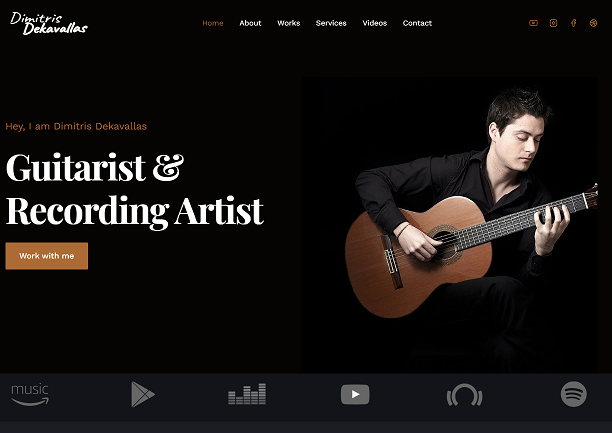 Dimitris
Dekavallas
Home About Works Services Videos Contact
Hey, I am Dimitris Dekavallas
Guitarist &
Recording Artist
Work with me
music